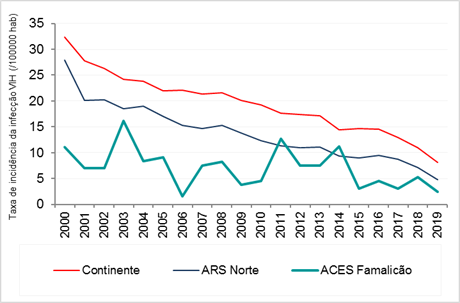 Taxa de incidência da infecção VIH (/100000 hab)
35
30
25
20
15
10
5
0
2000 2001 2002 2003 2004 2005 2006 2007 2008 2009 2010 2011 2012 2013 2014 2015 2016 2017 2018 2019
Continente ARS Norte ACES Famalicão